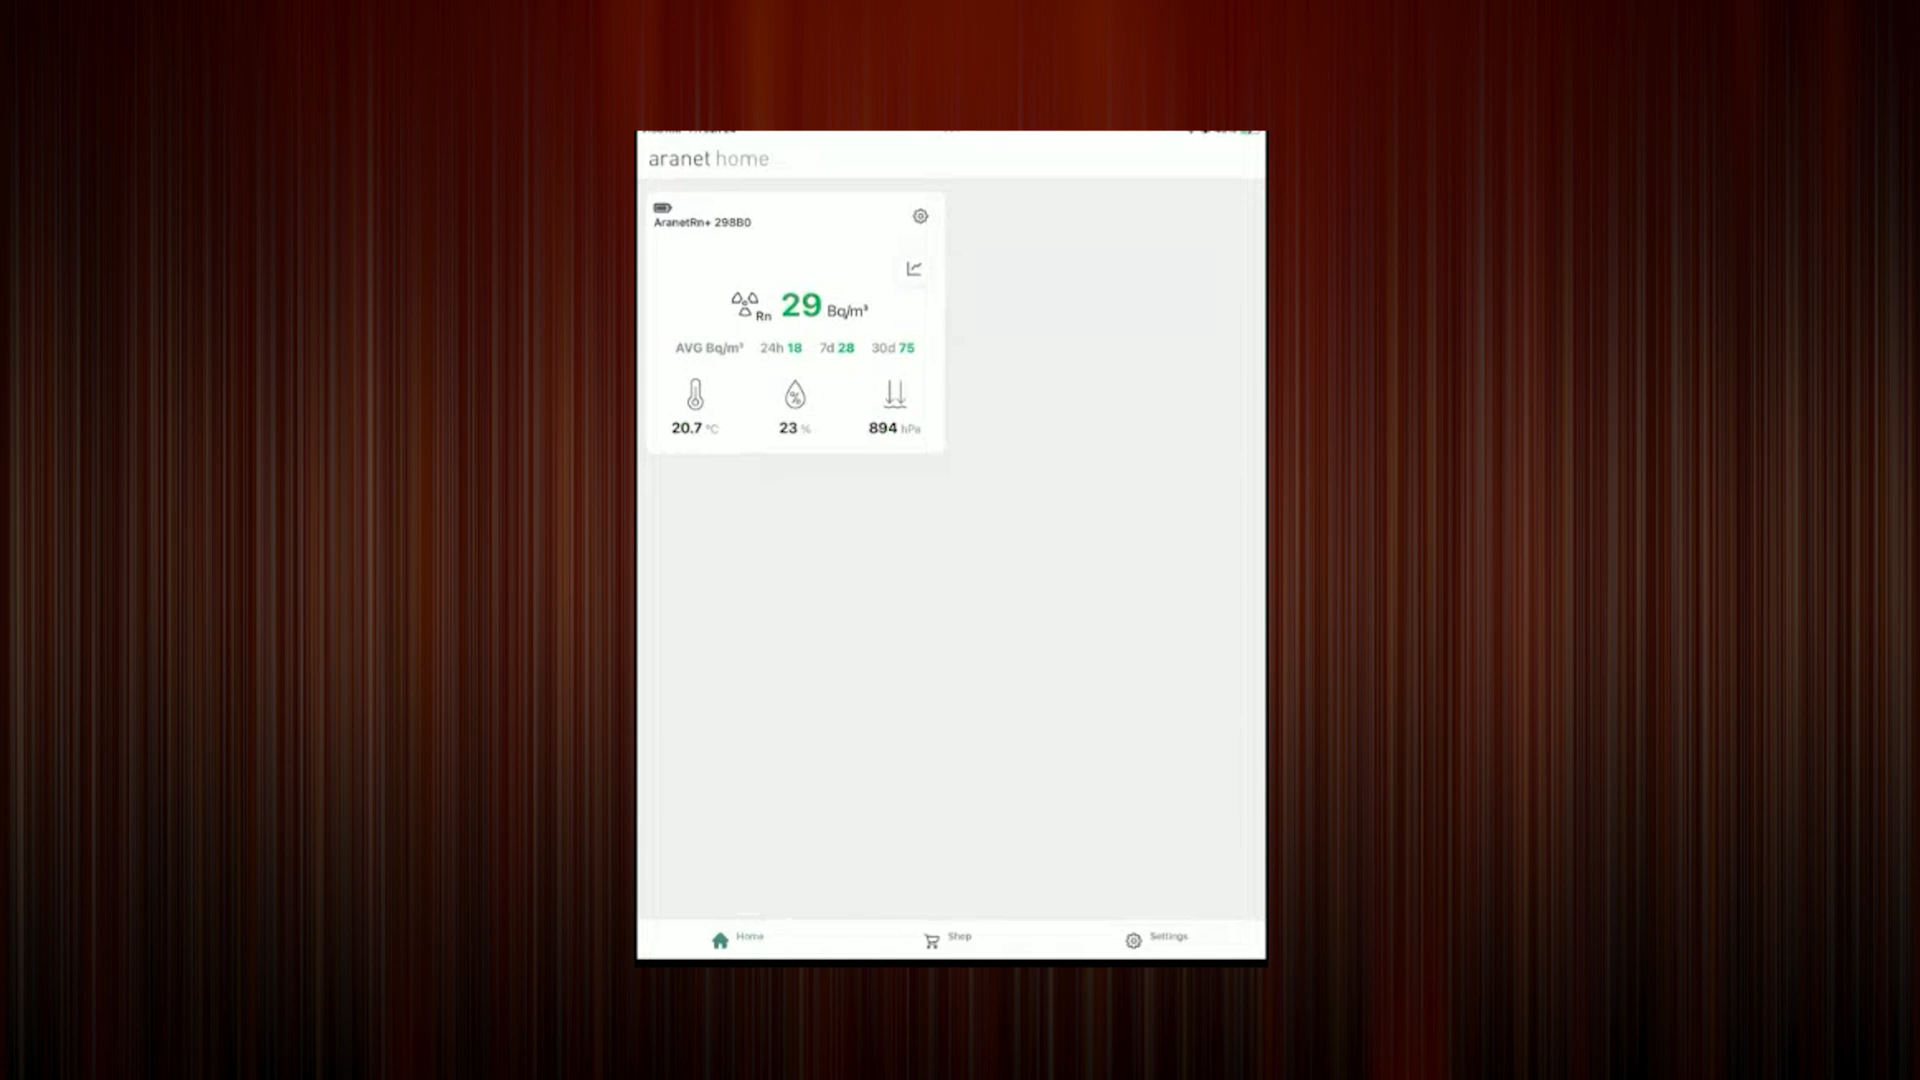 aranet home
AranetRn+ 298B0
Rn 29 Bq/m³
AVG Bq/m³ 24h 18 7d 28 30d 75
%
20.7 °C 23 % 894 hPa
Home Shop Settings